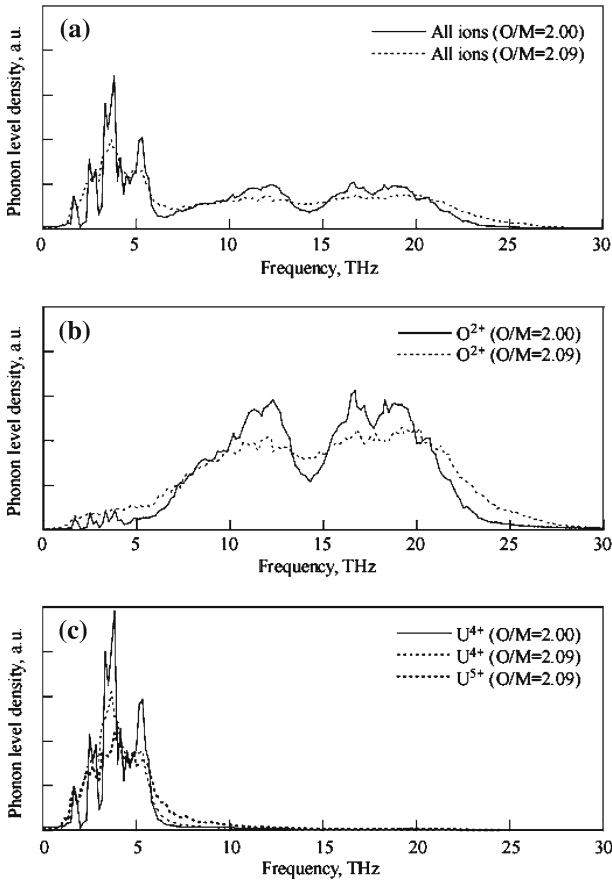 (a)
All ions (O/M=2.00)
All ions (O/M=2.09)
Phonon level density, a.u.
0 5 10 15 20 25 30
Frequency, THz
(b)
O²⁺ (O/M=2.00)
O²⁺ (O/M=2.09)
Phonon level density, a.u.
0 5 10 15 20 25 30
Frequency, THz
(c)
U⁴⁺ (O/M=2.00)
U⁴⁺ (O/M=2.09)
U⁵⁺ (O/M=2.09)
Phonon level density, a.u.
0 5 10 15 20 25 30
Frequency, THz